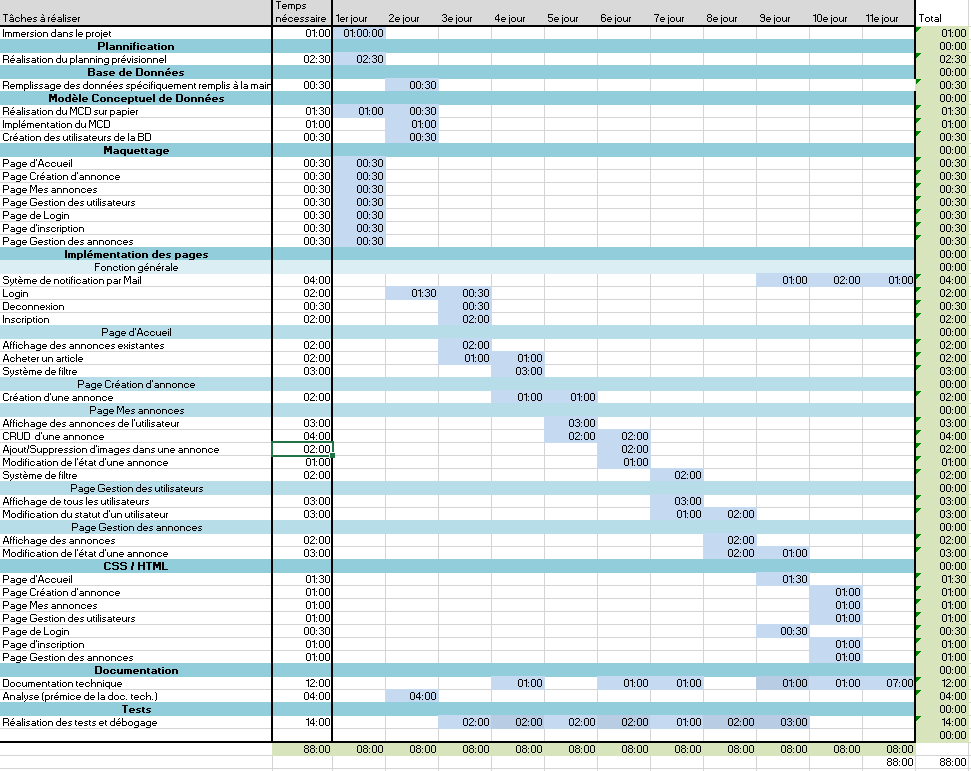 Temps
Tâches à réaliser nécessaire 1er jour 2e jour 3e jour 4e jour 5e jour 6e jour 7e jour 8e jour 9e jour 10e jour 11e jour Total
Immersion dans le projet 01:00 01:00:00 01:00
Plannification 00:00
Réalisation du planning prévisionnel 02:30 02:30 02:30
Base de Données 00:00
Remplissage des données spécifiquement remplis à la main 00:30 00:30 00:30
Modèle Conceptuel de Données 00:00
Réalisation du MCD sur papier 01:30 01:00 00:30 01:30
Implémentation du MCD 01:00 01:00 01:00
Création des utilisateurs de la BD 00:30 00:30 00:30
Maquettage 00:00
Page d'Accueil 00:30 00:30 00:30
Page Création d'annonce 00:30 00:30 00:30
Page Mes annonces 00:30 00:30 00:30
Page Gestion des utilisateurs 00:30 00:30 00:30
Page de Login 00:30 00:30 00:30
Page d'inscription 00:30 00:30 00:30
Page Gestion des annonces 00:30 00:30 00:30
Implémentation des pages 00:00
Fonction générale 00:00
Sytème de notification par Mail 04:00 01:00 02:00 01:00 04:00
Login 02:00 01:30 00:30 02:00
Deconnexion 00:30 00:30 00:30
Inscription 02:00 02:00 02:00
Page d'Accueil 00:00
Affichage des annonces existantes 02:00 02:00 02:00
Acheter un article 02:00 01:00 01:00 02:00
Système de filtre 03:00 03:00 03:00
Page Création d'annonce 00:00
Création d'une annonce 02:00 01:00 01:00 02:00
Page Mes annonces 00:00
Affichage des annonces de l'utilisateur 03:00 03:00 03:00
CRUD d'une annonce 04:00 02:00 02:00 04:00
Ajout/Suppression d'images dans une annonce 02:00 02:00 02:00
Modification de l'état d'une annonce 01:00 01:00 01:00
Système de filtre 02:00 02:00 02:00
Page Gestion des utilisateurs 00:00
Affichage de tous les utilisateurs 03:00 03:00 03:00
Modification du statut d'un utilisateur 03:00 01:00 02:00 03:00
Page Gestion des annonces 00:00
Affichage des annonces 02:00 02:00 02:00
Modification de l'état d'une annonce 03:00 02:00 01:00 03:00
CSS / HTML 00:00
Page d'Accueil 01:30 01:30 01:30
Page Création d'annonce 01:00 01:00 01:00
Page Mes annonces 01:00 01:00 01:00
Page Gestion des utilisateurs 01:00 01:00 01:00
Page de Login 00:30 00:30 00:30
Page d'inscription 01:00 01:00 01:00
Page Gestion des annonces 01:00 01:00 01:00
Documentation 00:00
Documentation technique 12:00 01:00 01:00 01:00 01:00 01:00 07:00 12:00
Analyse (prémice de la doc. tech.) 04:00 04:00 04:00
Tests 00:00
Réalisation des tests et débogage 14:00 02:00 02:00 02:00 02:00 01:00 02:00 03:00 14:00
00:00
88:00 08:00 08:00 08:00 08:00 08:00 08:00 08:00 08:00 08:00 08:00 08:00
88:00 88:00